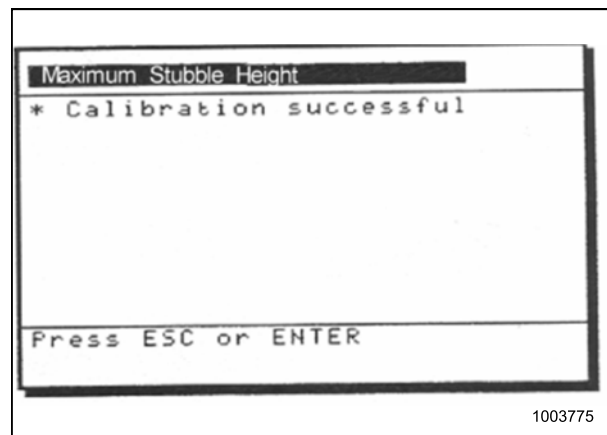 Maximum Stubble Height
* Calibration successful
Press ESC or ENTER
1003775